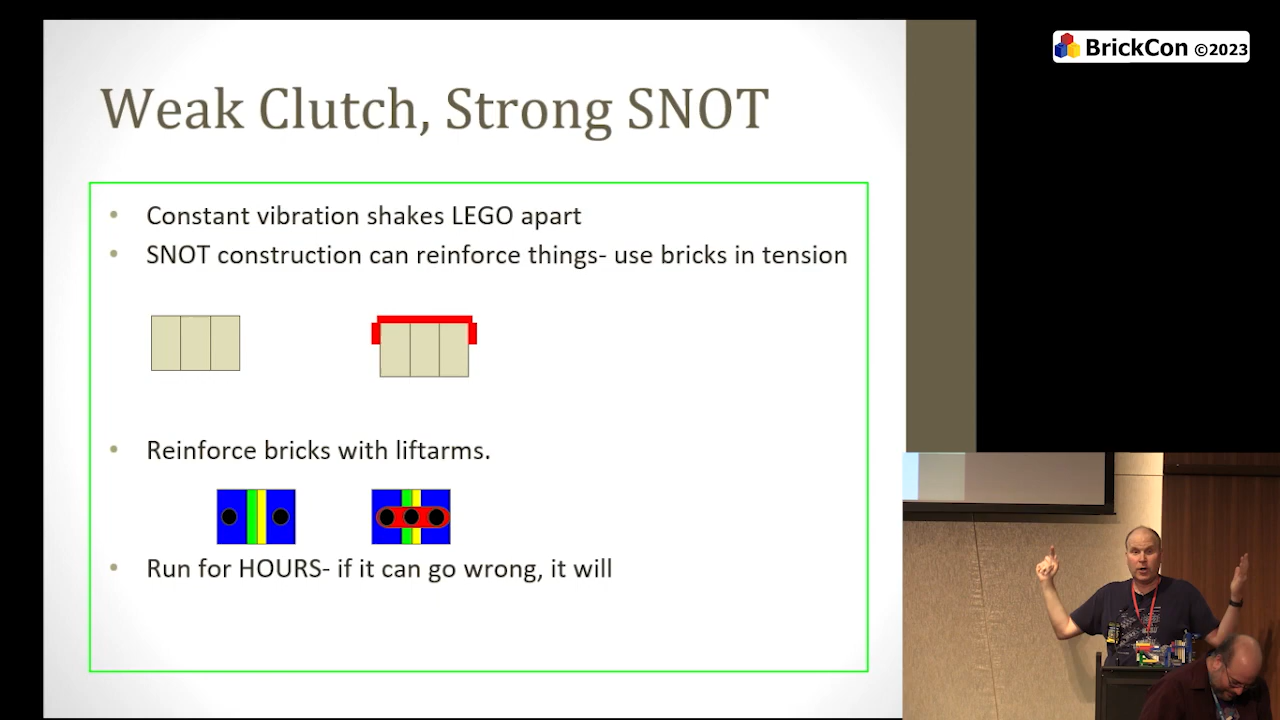 BrickCon ©2023
Weak Clutch, Strong SNOT
• Constant vibration shakes LEGO apart
• SNOT construction can reinforce things- use bricks in tension
• Reinforce bricks with liftarms.
• Run for HOURS- if it can go wrong, it will